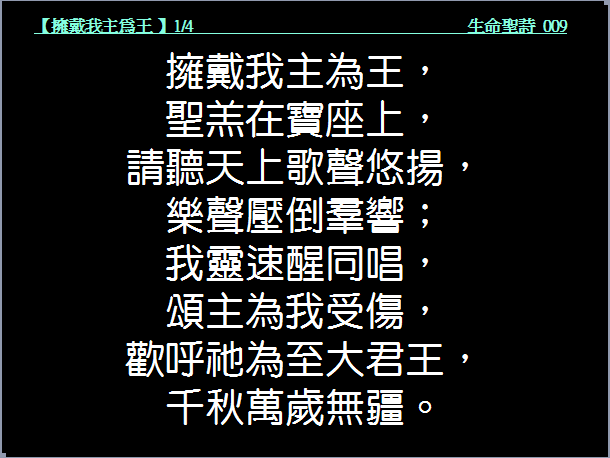 【擁戴我主爲王】1/4 生命聖詩 009
擁戴我主為王，
聖羔在寶座上，
請聽天上歌聲悠揚，
樂聲壓倒羣響；
我靈速醒同唱，
頌主為我受傷，
歡呼祂為至大君王，
千秋萬歲無疆。